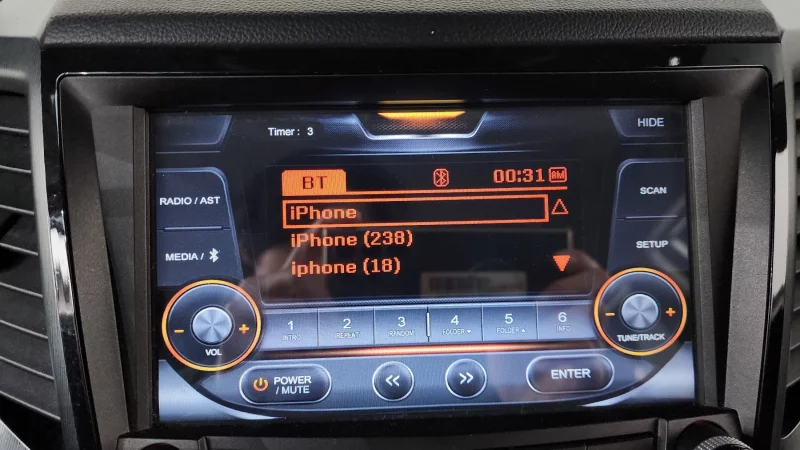 Timer : 3
HIDE
BT 00:31 AM
RADIO / AST
SCAN
iPhone
iPhone (238)
SETUP
MEDIA /
iphone (18)
1 2 3 4 5 6
INTRO REPEAT RANDOM FOLDER FOLDER INFO
- + - +
VOL
TUNE/TRACK
POWER
/ MUTE
<< >>
ENTER